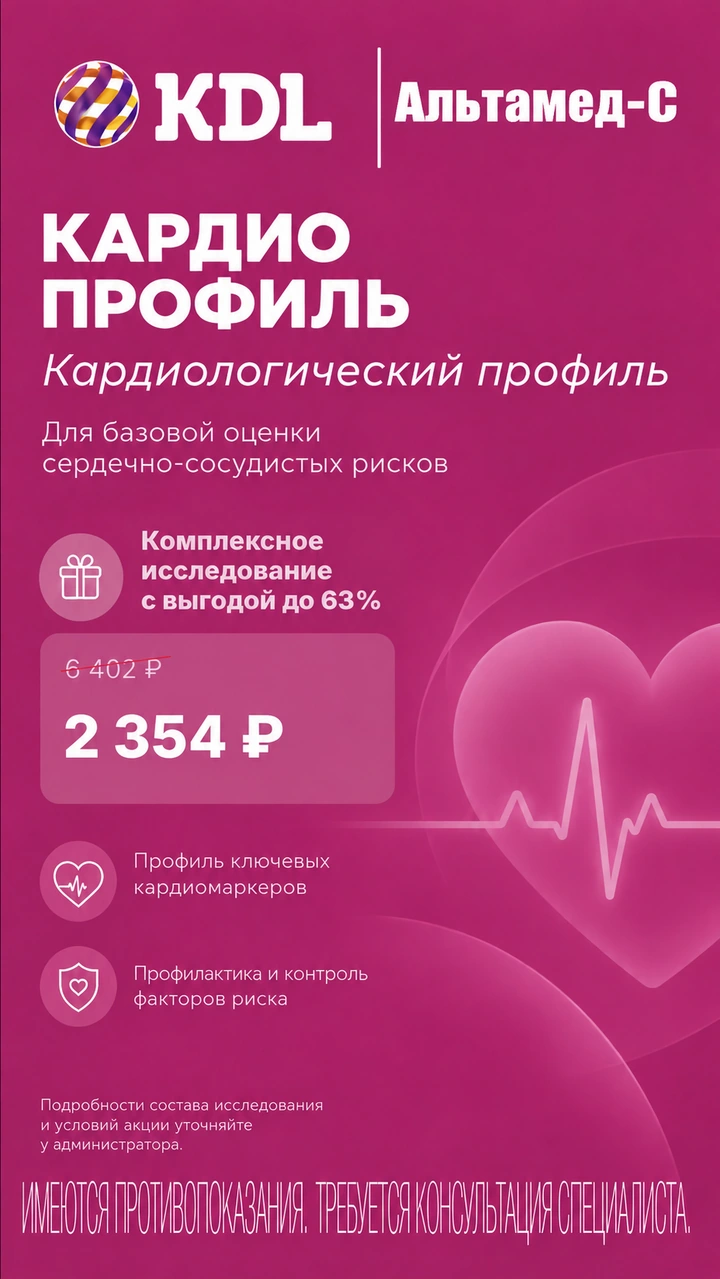 KDL
Альтамед-С
КАРДИО
ПРОФИЛЬ
Кардиологический профиль
Для базовой оценки
сердечно-сосудистых рисков
Комплексное
исследование
с выгодой до 63%
6 402 ₽
2 354 ₽
Профиль ключевых
кардиомаркеров
Профилактика и контроль
факторов риска
Подробности состава исследования
и условий акции уточняйте
у администратора.
ИМЕЮТСЯ ПРОТИВОПОКАЗАНИЯ. ТРЕБУЕТСЯ КОНСУЛЬТАЦИЯ СПЕЦИАЛИСТА.